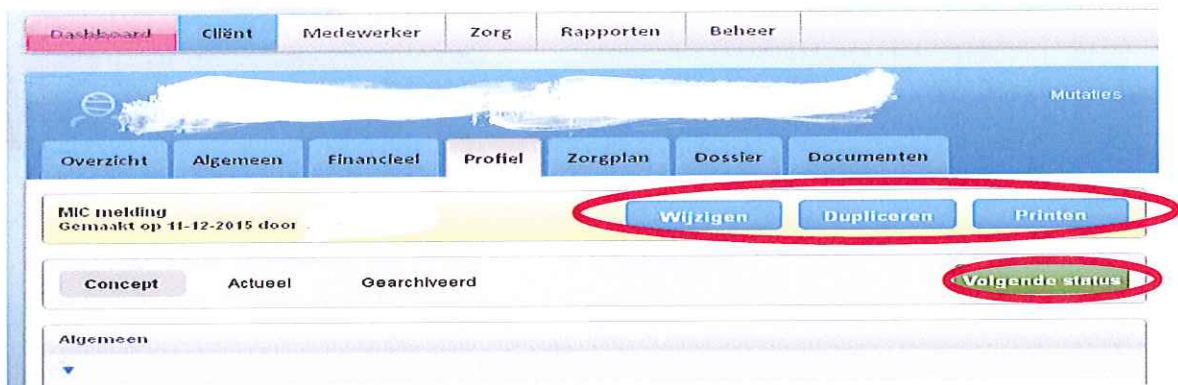 Dashboard Cliënt Medewerker Zorg Rapporten Beheer
Mutaties
Overzicht Algemeen Financieel Profiel Zorgplan Dossier Documenten
MIC melding Wijzigen Dupliceren Printen
Gemaakt op 11-12-2015 door
Concept Actueel Gearchiveerd Volgende status
Algemeen